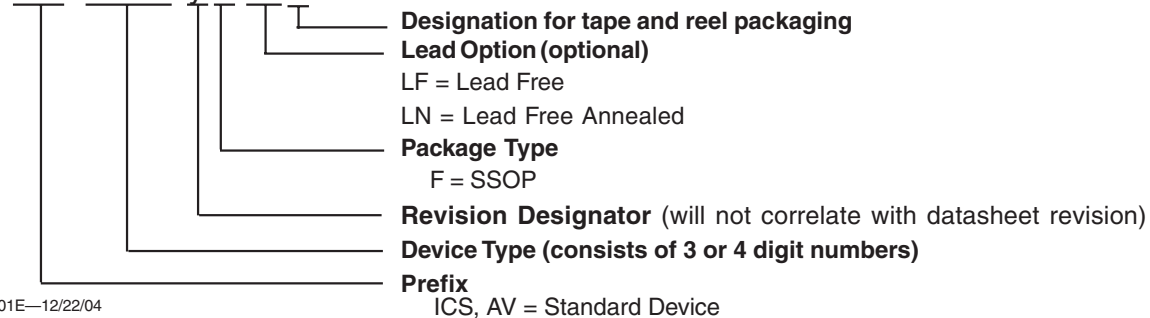 Designation for tape and reel packaging
Lead Option (optional)
LF = Lead Free
LN = Lead Free Annealed
Package Type
F = SSOP
Revision Designator (will not correlate with datasheet revision)
Device Type (consists of 3 or 4 digit numbers)
Prefix
ICS, AV = Standard Device
01E—12/22/04